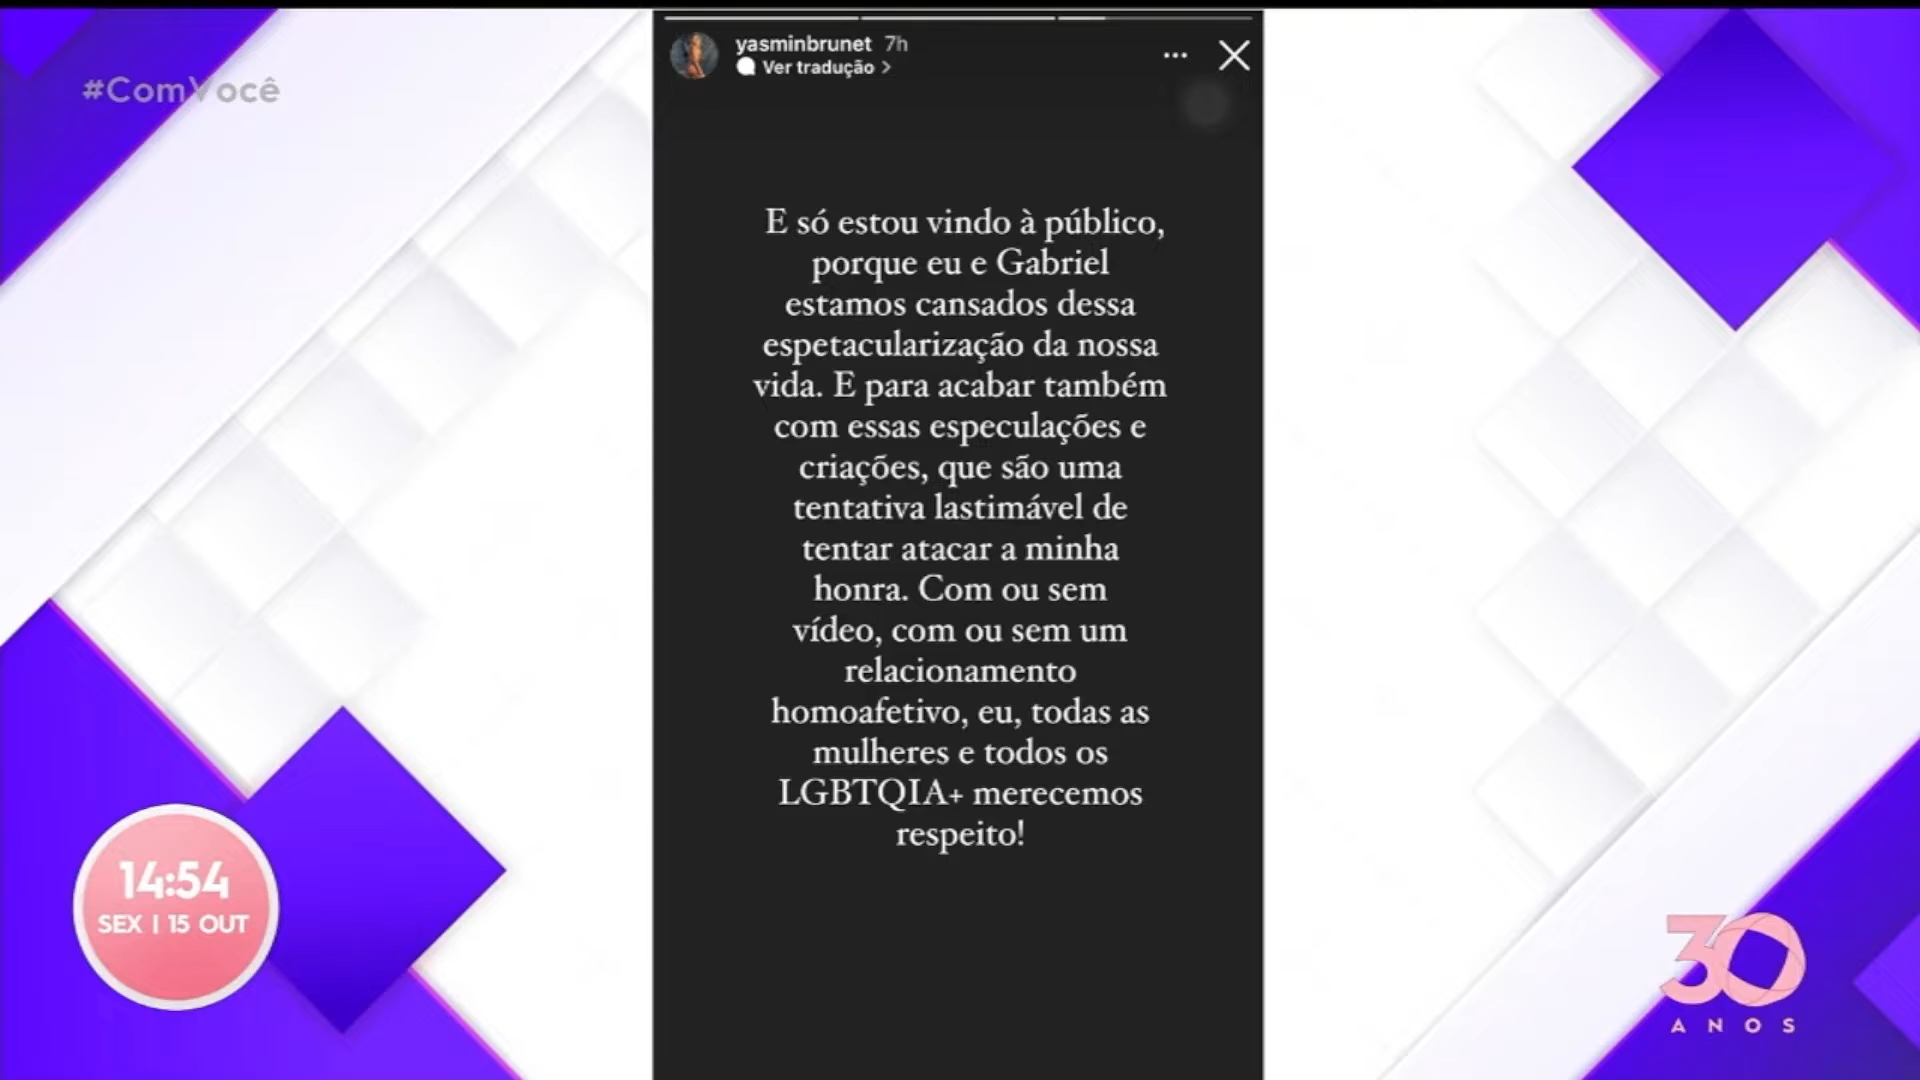 #ComVocê
yasminbrunet 7h
Ver tradução >
E só estou vindo à público,
porque eu e Gabriel
estamos cansados dessa
espetacularização da nossa
vida. E para acabar também
com essas especulações e
criações, que são uma
tentativa lastimável de
tentar atacar a minha
honra. Com ou sem
vídeo, com ou sem um
relacionamento
homoafetivo, eu, todas as
mulheres e todos os
LGBTQIA+ merecemos
respeito!
14:54
SEX | 15 OUT
30
ANOS